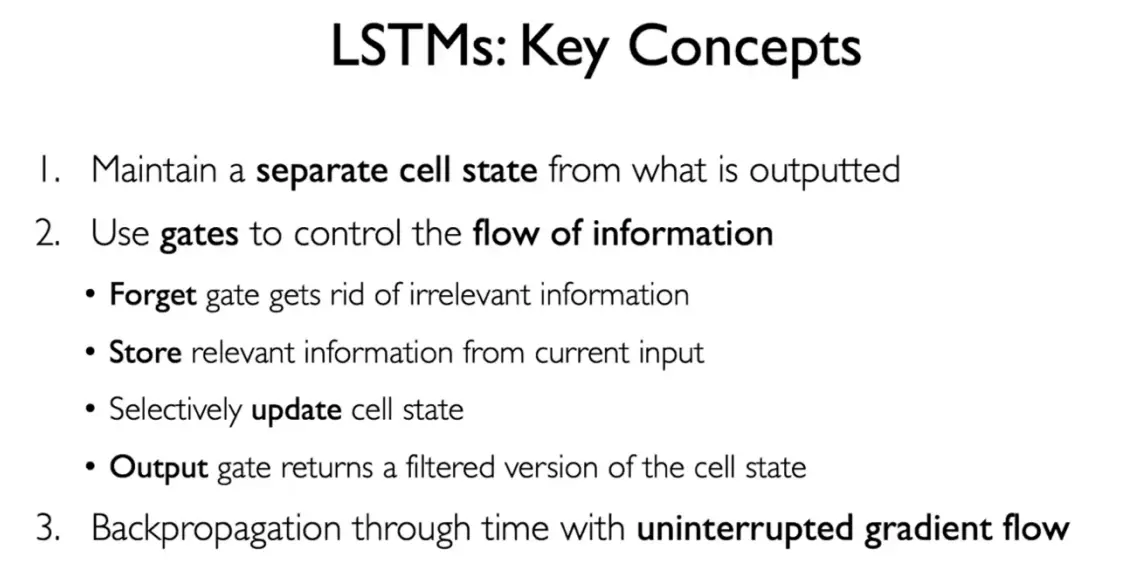 LSTMs: Key Concepts
1. Maintain a separate cell state from what is outputted
2. Use gates to control the flow of information
• Forget gate gets rid of irrelevant information
• Store relevant information from current input
• Selectively update cell state
• Output gate returns a filtered version of the cell state
3. Backpropagation through time with uninterrupted gradient flow